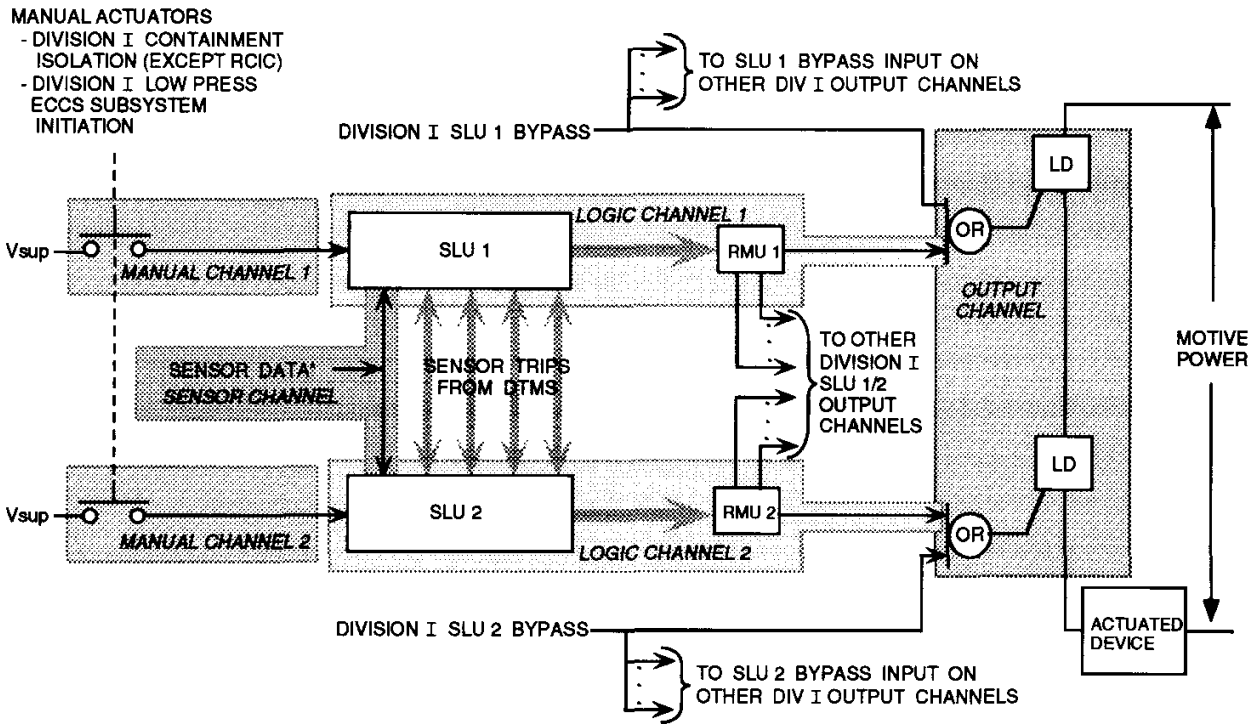 MANUAL ACTUATORS
- DIVISION I CONTAINMENT
ISOLATION (EXCEPT RCIC)
- DIVISION I LOW PRESS
ECCS SUBSYSTEM
INITIATION
TO SLU 1 BYPASS INPUT ON
OTHER DIV I OUTPUT CHANNELS
DIVISION I SLU 1 BYPASS
LD
LOGIC CHANNEL 1
SLU 1
RMU 1
OR
Vsup
MANUAL CHANNEL 1
OUTPUT
CHANNEL
MOTIVE
POWER
SENSOR DATA*
SENSOR CHANNEL
SENSOR TRIPS
FROM DTMS
TO OTHER
DIVISION I
SLU 1/2
OUTPUT
CHANNELS
LD
SLU 2
RMU 2
OR
Vsup
MANUAL CHANNEL 2
LOGIC CHANNEL 2
DIVISION I SLU 2 BYPASS
ACTUATED
DEVICE
TO SLU 2 BYPASS INPUT ON
OTHER DIV I OUTPUT CHANNELS